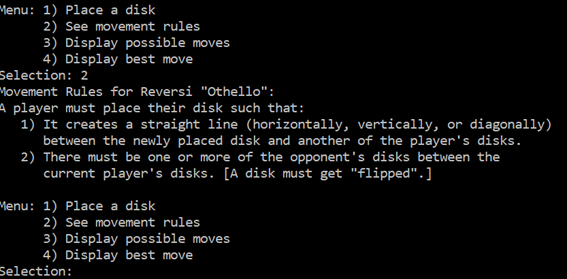 Menu: 1) Place a disk
2) See movement rules
3) Display possible moves
4) Display best move
Selection: 2
Movement Rules for Reversi "Othello":
A player must place their disk such that:
1) It creates a straight line (horizontally, vertically, or diagonally)
between the newly placed disk and another of the player's disks.
2) There must be one or more of the opponent's disks between the
current player's disks. [A disk must get "flipped".]
Menu: 1) Place a disk
2) See movement rules
3) Display possible moves
4) Display best move
Selection: